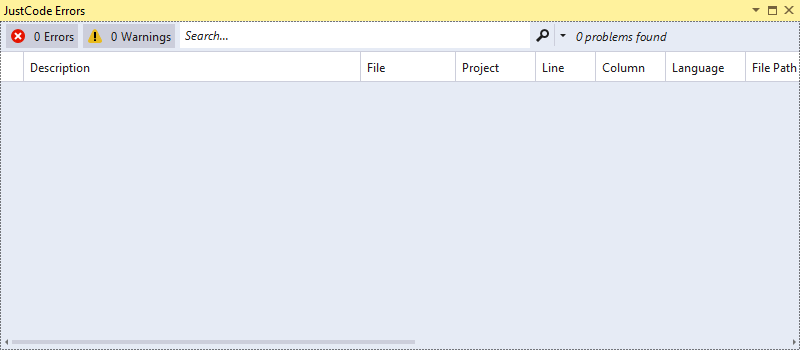 JustCode Errors
0 Errors 0 Warnings Search... 0 problems found
Description File Project Line Column Language File Path